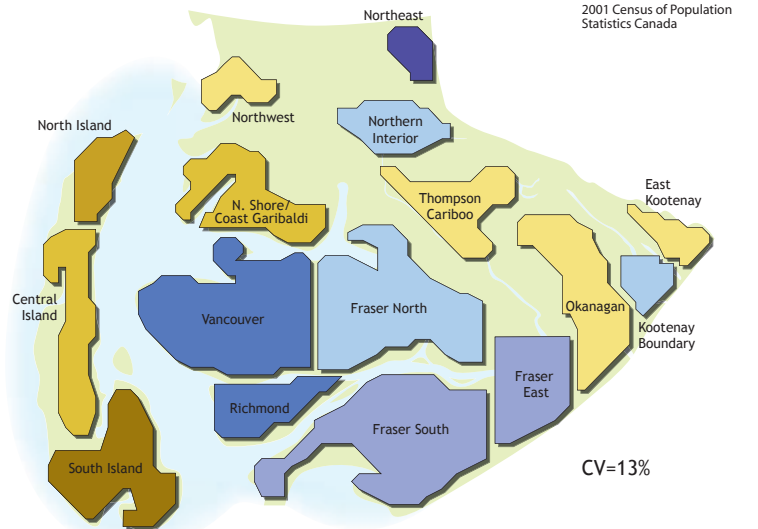 2001 Census of Population
Statistics Canada
Northeast
Northwest
North Island
Northern
Interior
N. Shore/
Coast Garibaldi
Thompson
Cariboo
East
Kootenay
Central
Island
Vancouver
Fraser North
Okanagan
Kootenay
Boundary
Richmond
Fraser
East
Fraser South
South Island
CV=13%